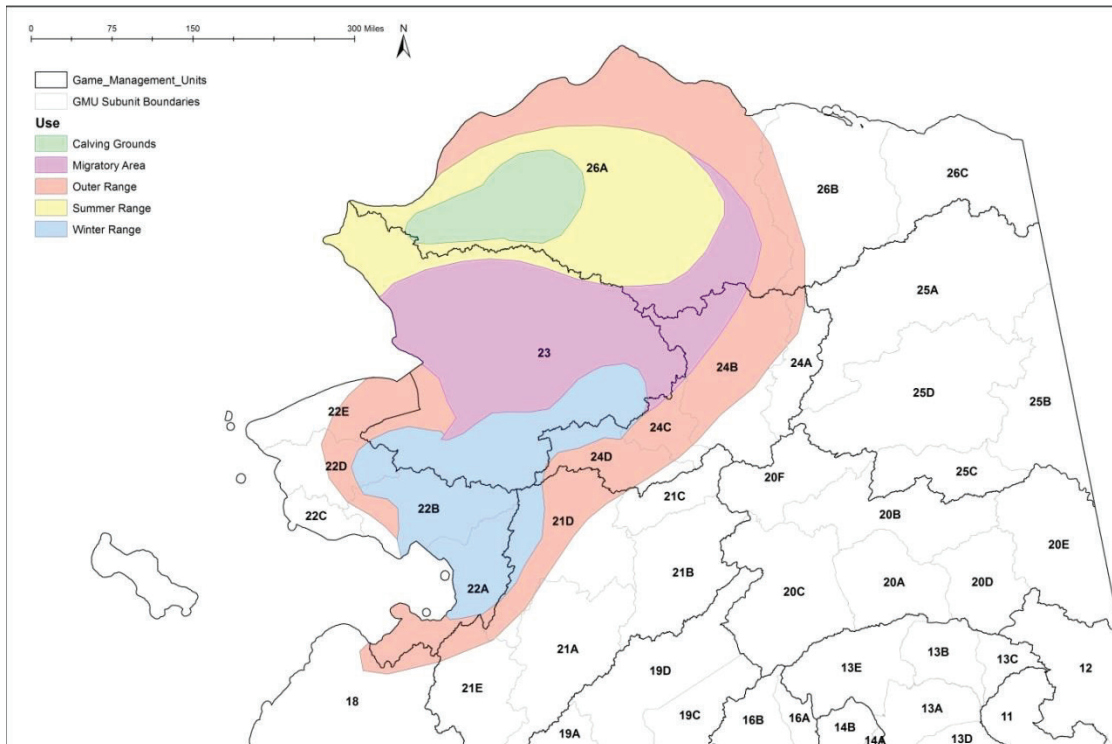 0 75 150 300 Miles
N
Game_Management_Units
GMU Subunit Boundaries
Use
Calving Grounds
Migratory Area
Outer Range
Summer Range
Winter Range
26A
26B
26C
25A
23
24B
24A
25D
25B
22E
24C
22D
24D
25C
20F
21C
22B
21D
22C
20B
20E
21B
22A
20C
20A
20D
21A
13B
13C
19D
13E
12
21E
18
13A
19C
16B
16A
11
14B
19A
14A
13D